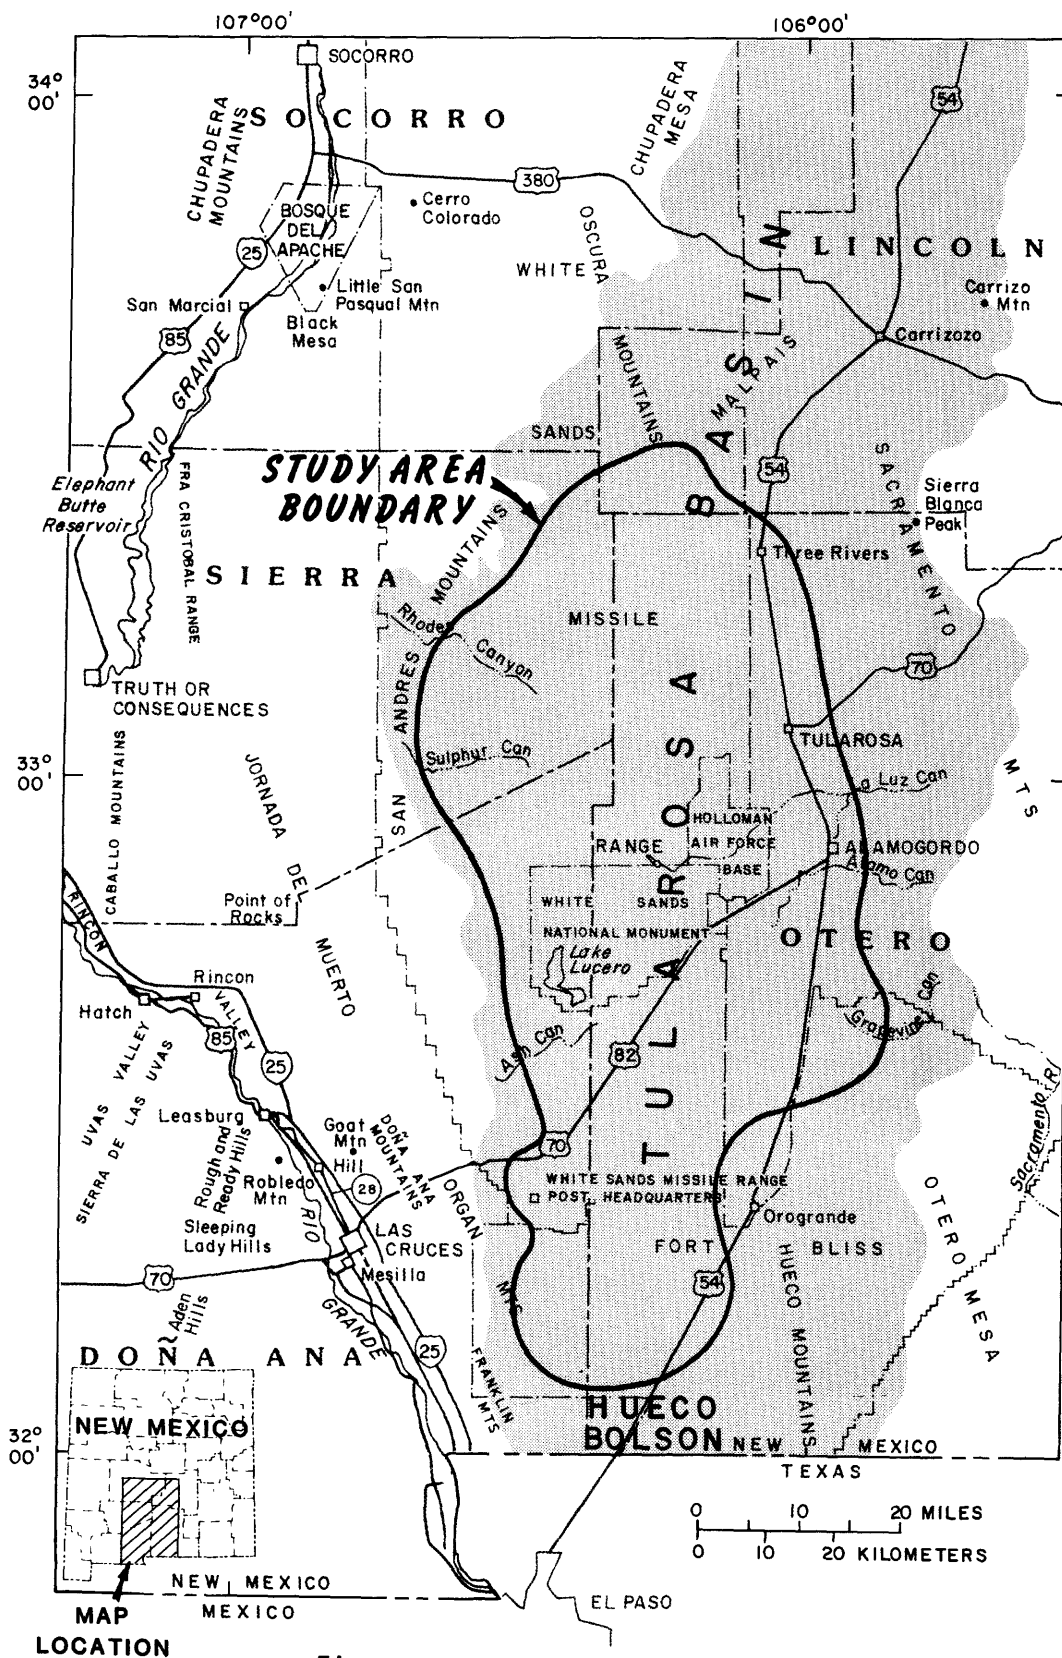 107°00'
106°00'
34°
00'
SOCORRO
54
CHUPADERA
MOUNTAINS
SOCORRO
CHUPADERA
MESA
380
BOSQUE
DEL
APACHE
Cerro
Colorado
OSCURA
MOUNTAINS
LINCOLN
25
WHITE
SANDS
MISSILE
RANGE
Little San
Pasqual Mtn
Carrizo
Mtn
San Marcial
Black
Mesa
85
Carrizozo
RIO GRANDE
MALPAIS
TULAROSA BASIN
STUDY AREA
BOUNDARY
54
SACRAMENTO
MTS
Sierra
Blanca
Peak
Elephant
Butte
Reservoir
FRA CRISTOBAL RANGE
Three Rivers
SIERRA
SAN ANDRES MOUNTAINS
Rhodes
Canyon
70
TRUTH OR
CONSEQUENCES
TULAROSA
33°
00'
CABALLO MOUNTAINS
JORNADA DEL
MUERTO
Sulphur Can
a Luz Can
HOLLOMAN
AIR FORCE
BASE
ALAMOGORDO
Alamo Can
Point of
Rocks
WHITE SANDS
NATIONAL MONUMENT
Lake
Lucero
OTERO
RINCON
VALLEY
Rincon
Hatch
Grapevine Can
85
Ash Can
82
25
UVAS VALLEY
SIERRA DE LAS UVAS
Sacramento R
Leasburg
Goat
Mtn
DOÑA ANA
MOUNTAINS
70
Rough and
Ready Hills
Hill
Robledo
Mtn
28
WHITE SANDS MISSILE RANGE
POST HEADQUARTERS
ORGAN
MTS
OTERO MESA
Sleeping
Lady Hills
RIO
GRANDE
LAS
CRUCES
Orogrande
FORT BLISS
Mesilla
70
54
HUECO MOUNTAINS
Aden
Hills
DOÑA ANA
25
FRANKLIN
MTS
NEW MEXICO
HUECO
BOLSON
32°
00'
NEW MEXICO
TEXAS
0 10 20 MILES
0 10 20 KILOMETERS
NEW MEXICO
MEXICO
EL PASO
MAP
LOCATION